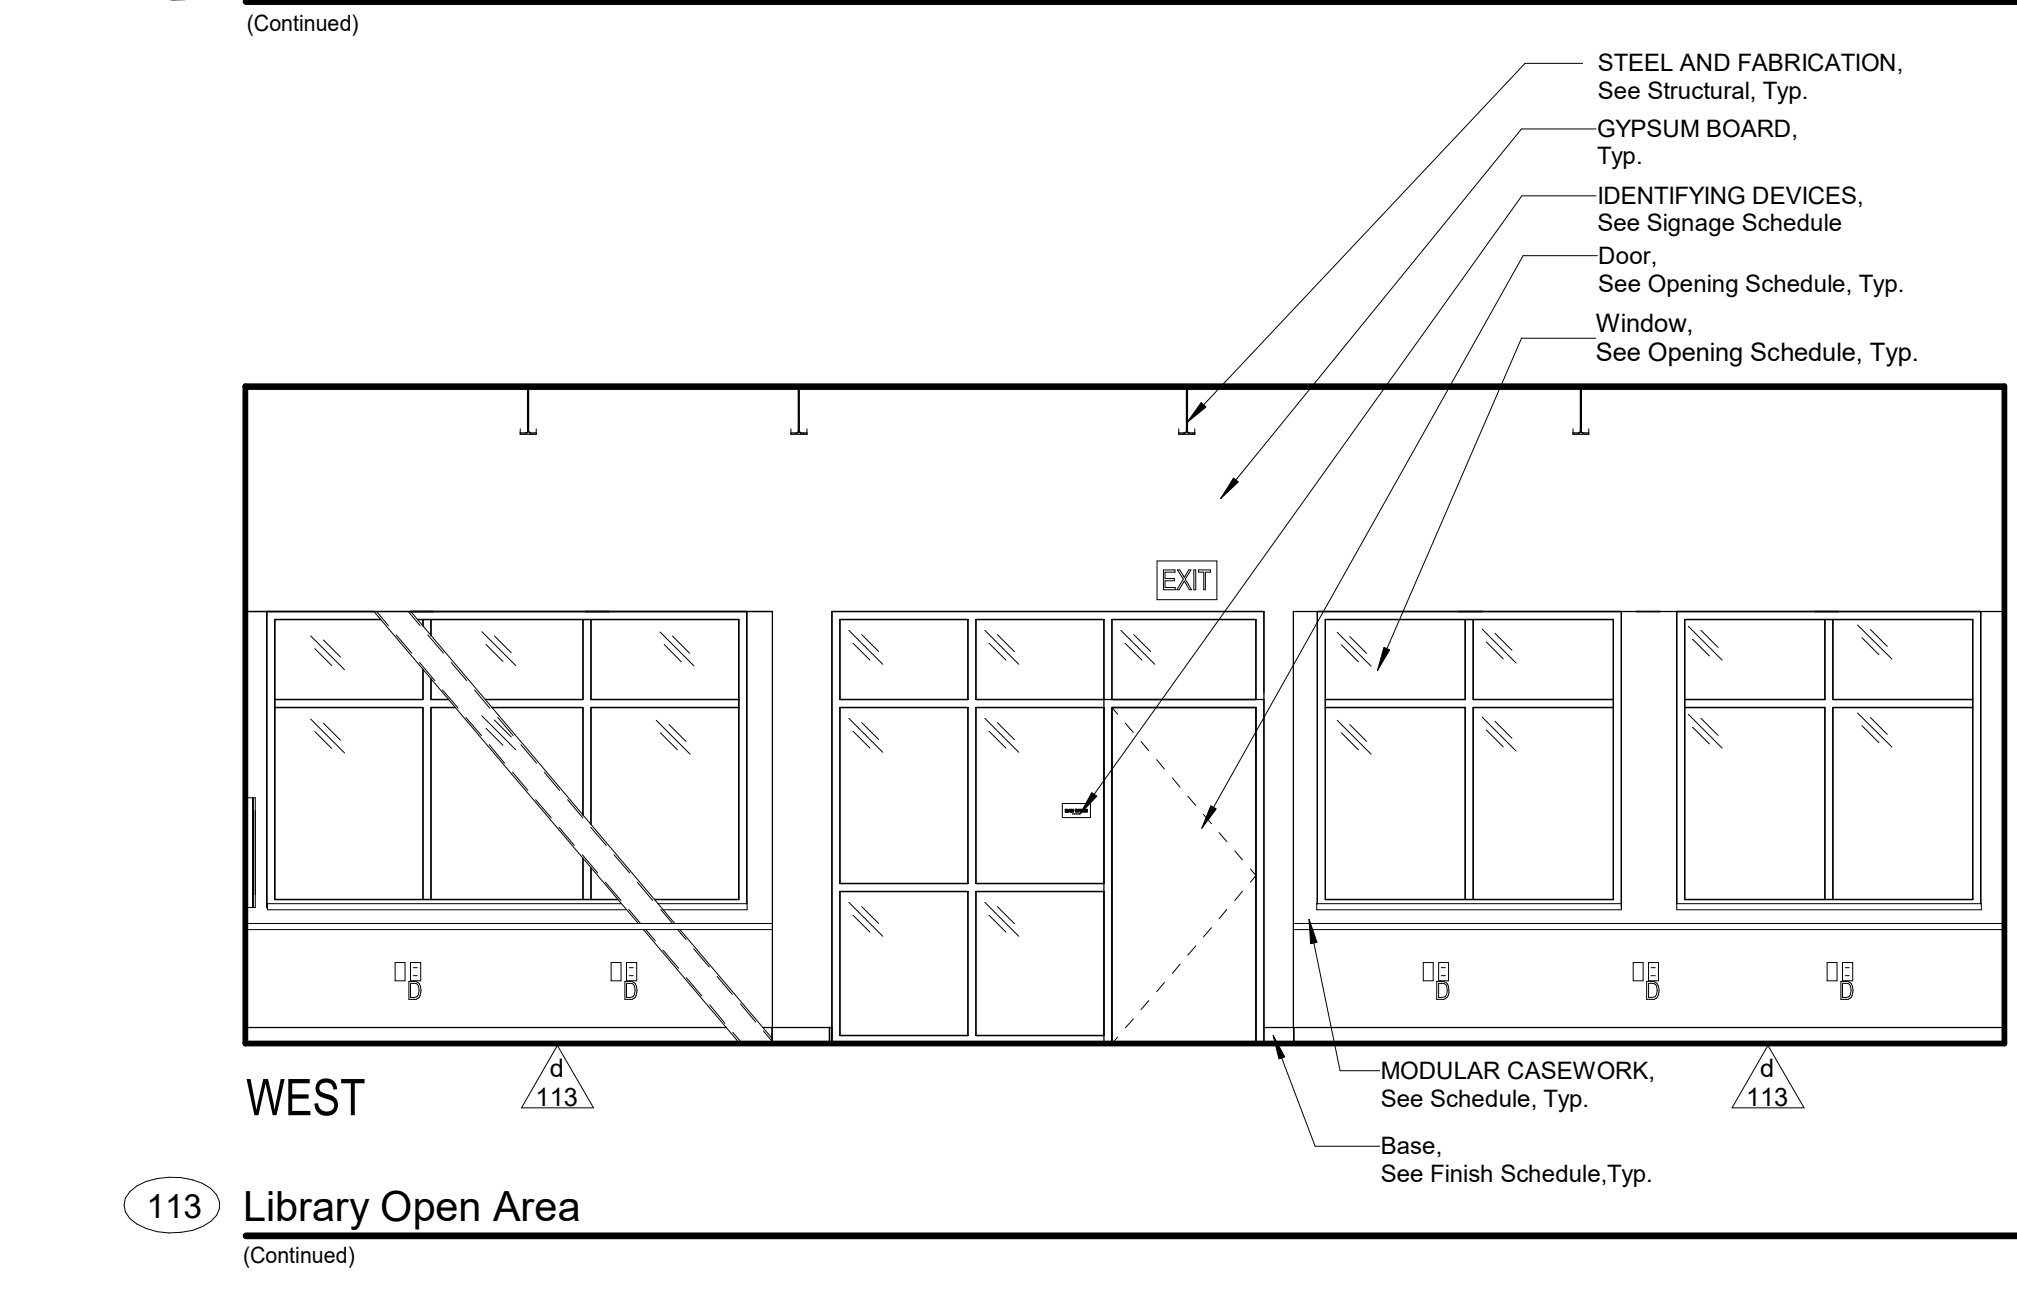 (Continued)
STEEL AND FABRICATION,
See Structural, Typ.
GYPSUM BOARD,
Typ.
IDENTIFYING DEVICES,
See Signage Schedule
Door,
See Opening Schedule, Typ.
Window,
See Opening Schedule, Typ.
EXIT
D
D
D
D
D
WEST
d
113
MODULAR CASEWORK,
See Schedule, Typ.
d
113
Base,
See Finish Schedule,Typ.
113 Library Open Area
(Continued)